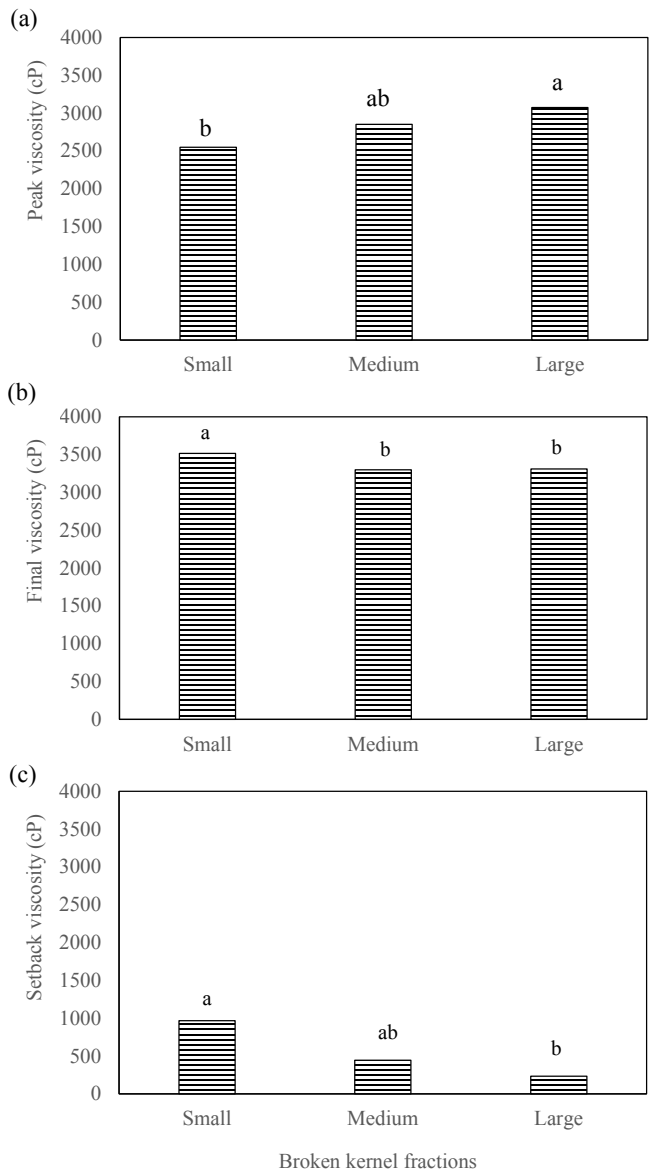 (a)
Peak viscosity (cP)
4000
3500
3000
2500
2000
1500
1000
500
0
b
ab
a
Small Medium Large
(b)
Final viscosity (cP)
4000
3500
3000
2500
2000
1500
1000
500
0
a
b
b
Small Medium Large
(c)
Setback viscosity (cP)
4000
3500
3000
2500
2000
1500
1000
500
0
a
ab
b
Small Medium Large
Broken kernel fractions